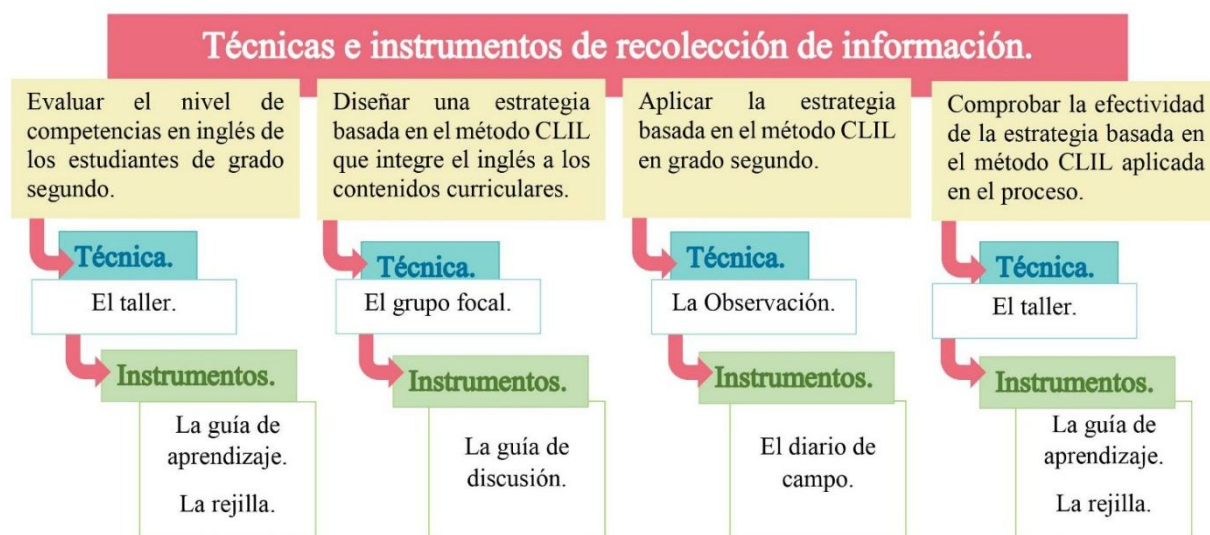 Técnicas e instrumentos de recolección de información.
Evaluar el nivel de
competencias en inglés de
los estudiantes de grado
segundo.
Técnica.
El taller.
Instrumentos.
La guía de
aprendizaje.
La rejilla.
Diseñar una estrategia
basada en el método CLIL
que integre el inglés a los
contenidos curriculares.
Técnica.
El grupo focal.
Instrumentos.
La guía de
discusión.
Aplicar la estrategia
basada en el método CLIL
en grado segundo.
Técnica.
La Observación.
Instrumentos.
El diario de
campo.
Comprobar la efectividad
de la estrategia basada en
el método CLIL aplicada
en el proceso.
Técnica.
El taller.
Instrumentos.
La guía de
aprendizaje.
La rejilla.